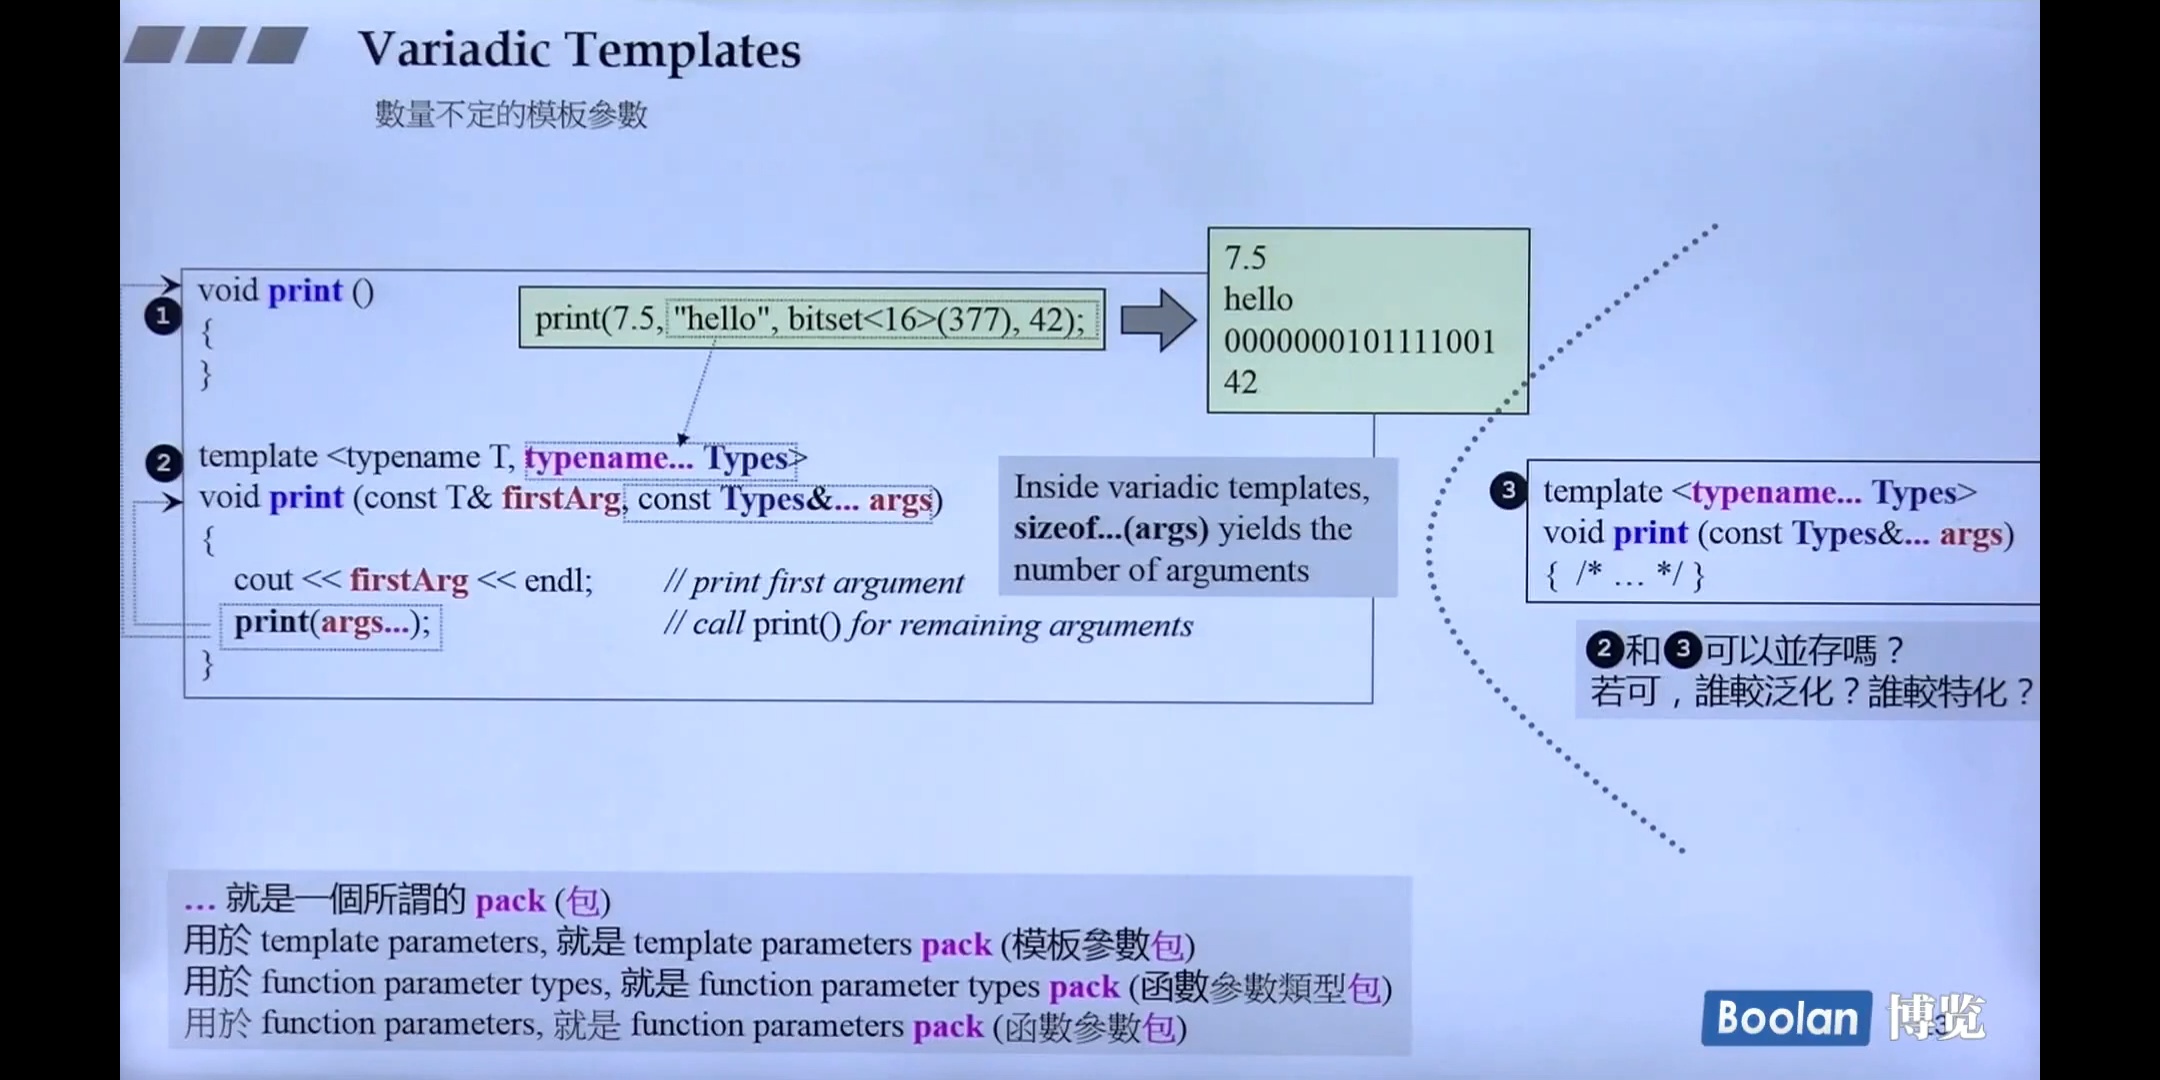 Variadic Templates
數量不定的模板參數
1
void print ()
{
}
print(7.5, "hello", bitset<16>(377), 42);
7.5
hello
0000000101111001
42
2
template <typename T, typename... Types>
void print (const T& firstArg, const Types&... args)
{
cout << firstArg << endl; // print first argument
print(args...); // call print() for remaining arguments
}
Inside variadic templates,
sizeof...(args) yields the
number of arguments
3
template <typename... Types>
void print (const Types&... args)
{ /* ... */ }
2和3可以並存嗎？
若可，誰較泛化？誰較特化？
... 就是一個所謂的 pack (包)
用於 template parameters, 就是 template parameters pack (模板參數包)
用於 function parameter types, 就是 function parameter types pack (函數參數類型包)
用於 function parameters, 就是 function parameters pack (函數參數包)
Boolan 博览